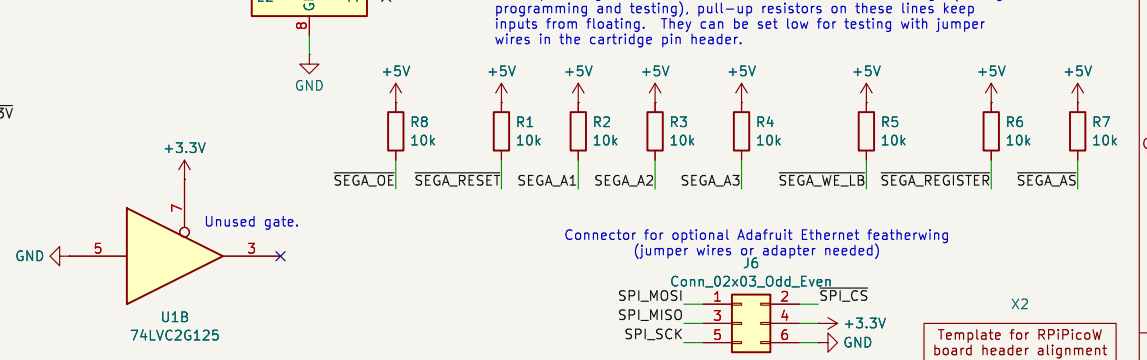 programming and testing), pull-up resistors on these lines keep
inputs from floating. They can be set low for testing with jumper
wires in the cartridge pin header.
8
GND
+5V +5V +5V +5V +5V +5V +5V +5V
R8 R1 R2 R3 R4 R5 R6 R7
10k 10k 10k 10k 10k 10k 10k 10k
SEGA_OE SEGA_RESET SEGA_A1 SEGA_A2 SEGA_A3 SEGA_WE_LB SEGA_REGISTER SEGA_AS
+3.3V
7
Unused gate.
GND 5 3
U1B
74LVC2G125
Connector for optional Adafruit Ethernet featherwing
(jumper wires or adapter needed)
J6
Conn_02x03_Odd_Even
SPI_MOSI 1 2 SPI_CS
SPI_MISO 3 4 +3.3V
SPI_SCK 5 6 GND
X2
Template for RPiPicoW
board header alignment